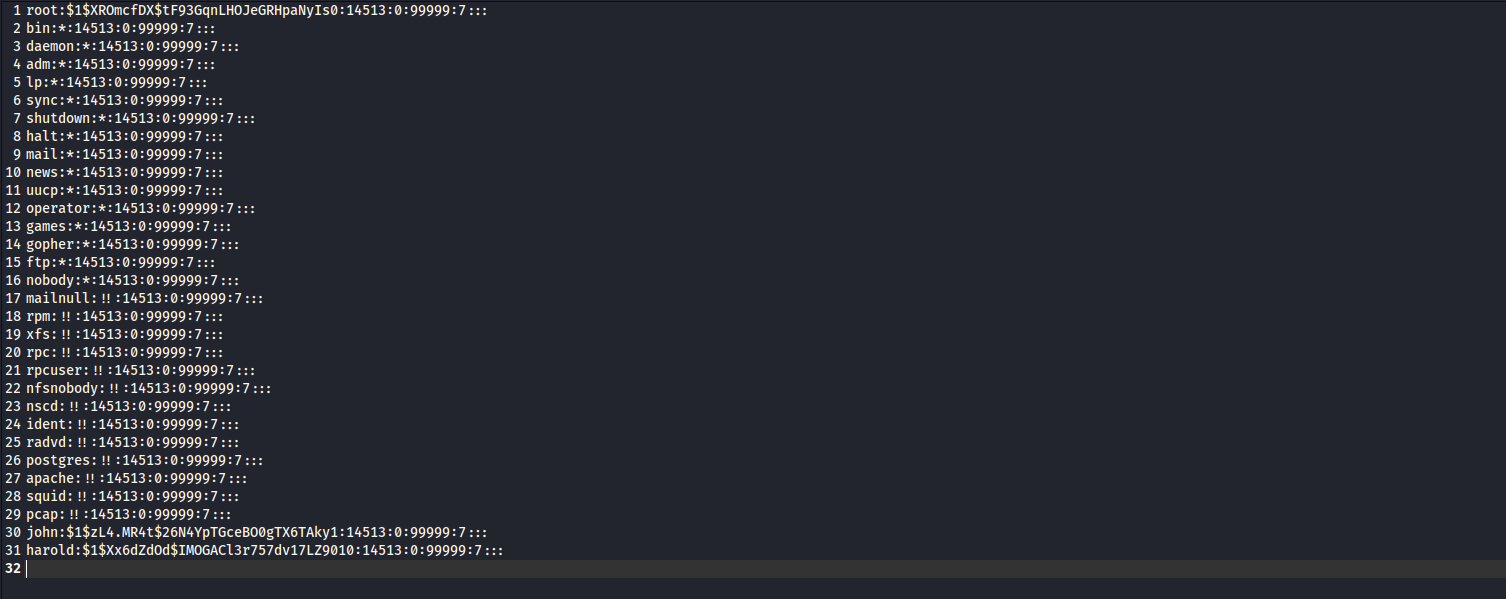 1 root:$1$XROmcfDX$tF93GqnLHOJeGRHpaNyIs0:14513:0:99999:7:::
2 bin:*:14513:0:99999:7:::
3 daemon:*:14513:0:99999:7:::
4 adm:*:14513:0:99999:7:::
5 lp:*:14513:0:99999:7:::
6 sync:*:14513:0:99999:7:::
7 shutdown:*:14513:0:99999:7:::
8 halt:*:14513:0:99999:7:::
9 mail:*:14513:0:99999:7:::
10 news:*:14513:0:99999:7:::
11 uucp:*:14513:0:99999:7:::
12 operator:*:14513:0:99999:7:::
13 games:*:14513:0:99999:7:::
14 gopher:*:14513:0:99999:7:::
15 ftp:*:14513:0:99999:7:::
16 nobody:*:14513:0:99999:7:::
17 mailnull:!!:14513:0:99999:7:::
18 rpm:!!:14513:0:99999:7:::
19 xfs:!!:14513:0:99999:7:::
20 rpc:!!:14513:0:99999:7:::
21 rpcuser:!!:14513:0:99999:7:::
22 nfsnobody:!!:14513:0:99999:7:::
23 nscd:!!:14513:0:99999:7:::
24 ident:!!:14513:0:99999:7:::
25 radvd:!!:14513:0:99999:7:::
26 postgres:!!:14513:0:99999:7:::
27 apache:!!:14513:0:99999:7:::
28 squid:!!:14513:0:99999:7:::
29 pcap:!!:14513:0:99999:7:::
30 john:$1$zL4.MR4t$26N4YpTGceBO0gTX6TAky1:14513:0:99999:7:::
31 harold:$1$Xx6dZdOd$IMOGACl3r757dv17LZ9010:14513:0:99999:7:::
32